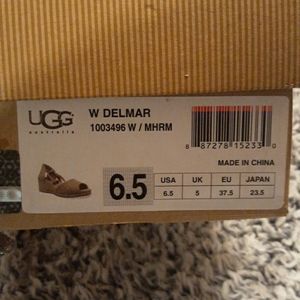 UGG
australia
W DELMAR
1003496 W / MHRM
8 87278 15233 0
MADE IN CHINA
6.5
USA UK EU JAPAN
6.5 5 37.5 23.5